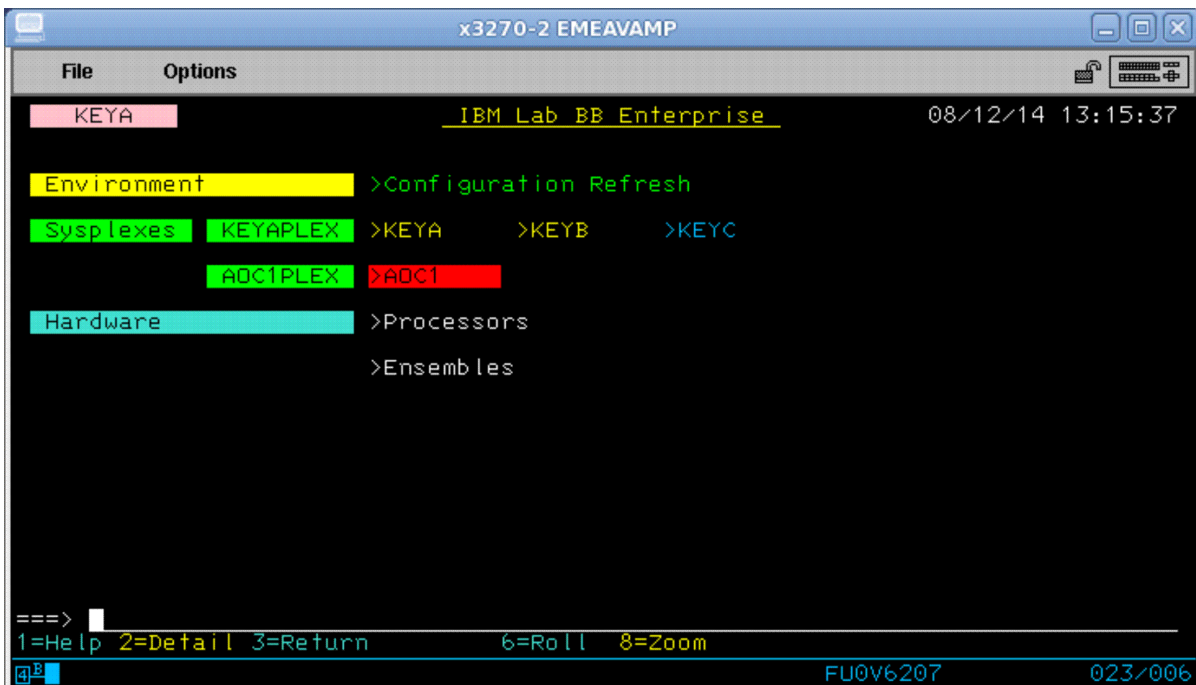 x3270-2 EMEAVAMP
File Options
KEYA IBM Lab BB Enterprise 08/12/14 13:15:37
Environment >Configuration Refresh
Sysplexes KEYAPLEX >KEYA >KEYB >KEYC
AOC1PLEX >AOC1
Hardware >Processors
>Ensembles
===>
1=Help 2=Detail 3=Return 6=Roll 8=Zoom
4B FU0V6207 023/006